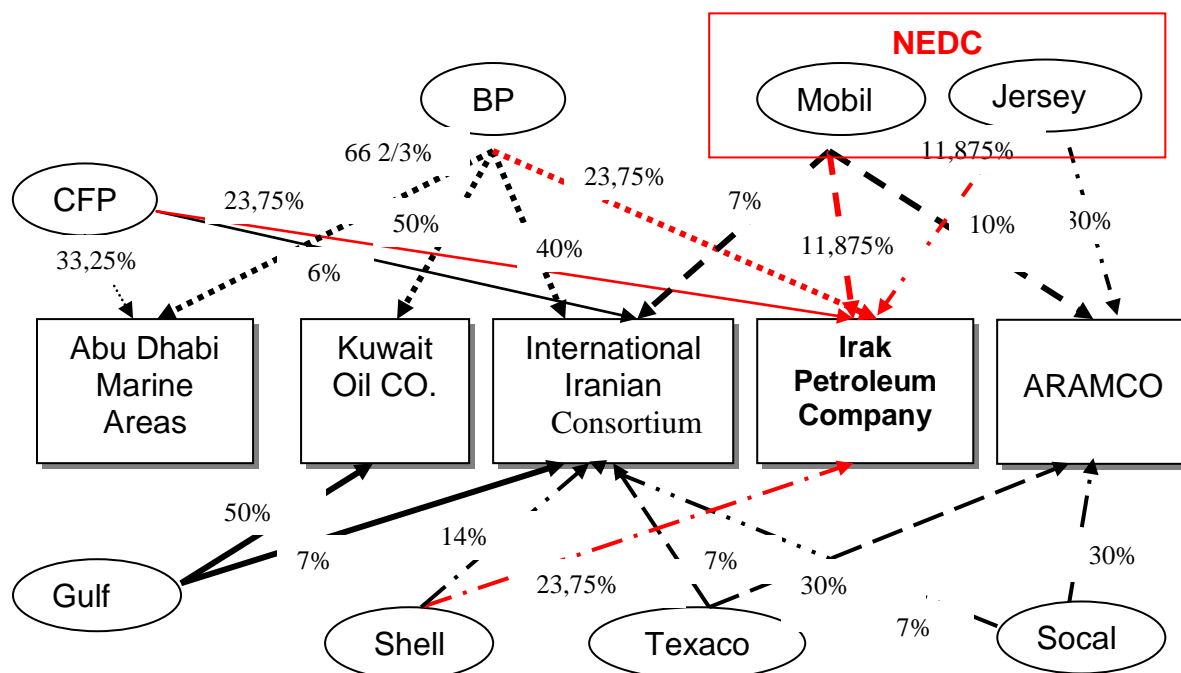 NEDC
BP
Mobil
Jersey
66 2/3%
11,875%
CFP
23,75%
23,75%
7%
50%
10%
30%
33,25%
40%
11,875%
6%
Abu Dhabi
Marine
Areas
Kuwait
Oil CO.
International
Iranian
Consortium
Irak
Petroleum
Company
ARAMCO
50%
14%
7%
7%
30%
30%
23,75%
Gulf
7%
Shell
Texaco
Socal